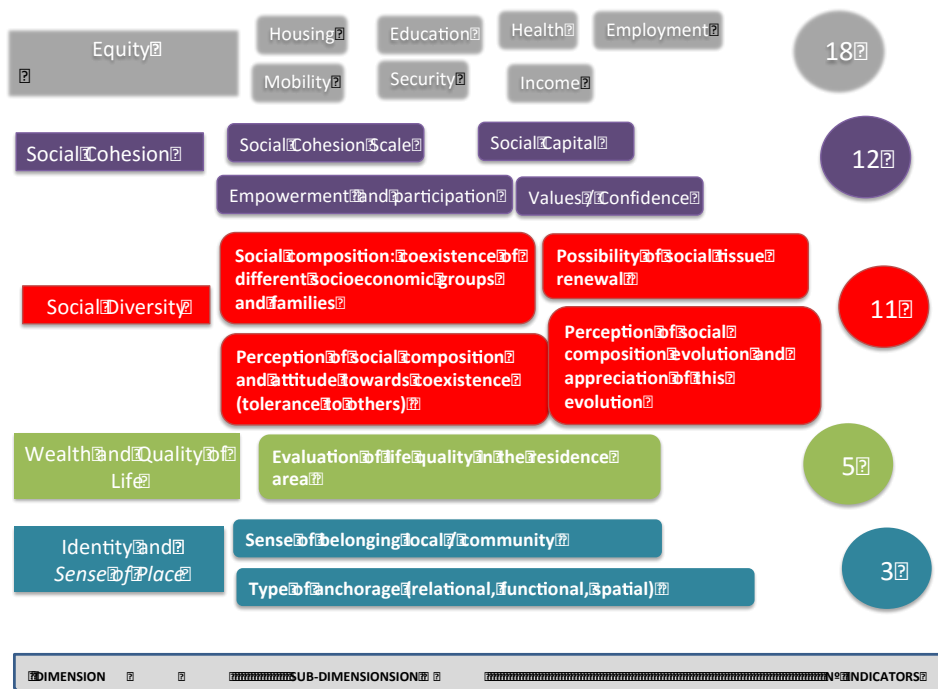 Housing
Education
Health
Employment
Equity
18
Mobility
Security
Income
Social Cohesion
Social Cohesion Scale
Social Capital
12
Empowerment and participation
Values / Confidence
Social composition: coexistence of
different socioeconomic groups
and families
Possibility of social tissue
renewal
Social Diversity
11
Perception of social composition
and attitude towards coexistence
(tolerance to others)
Perception of social
composition evolution and
appreciation of this
evolution
Wealth and Quality of
Life
Evaluation of life quality in the residence
area
5
Identity and
Sense of Place
Sense of belonging local / community
Type of anchorage (relational, functional, spatial)
3
DIMENSION SUB-DIMENSIONSION Nº INDICATORS